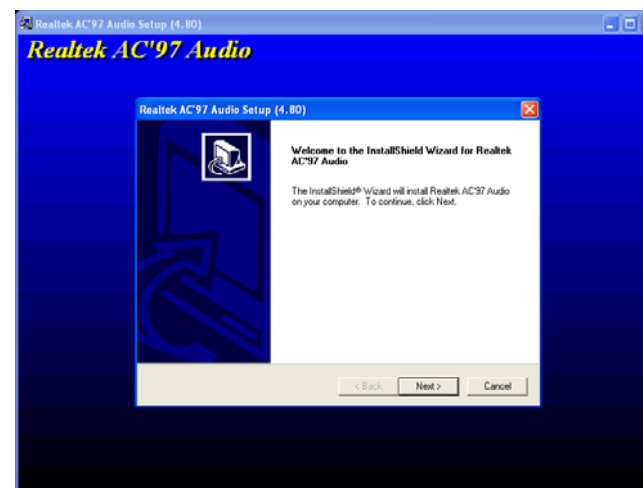 Realtek AC'97 Audio Setup (4.80)
Realtek AC'97 Audio
Realtek AC'97 Audio Setup (4.80)
Welcome to the InstallShield Wizard for Realtek
AC'97 Audio
The InstallShield® Wizard will install Realtek AC'97 Audio
on your computer. To continue, click Next.
< Back Next > Cancel